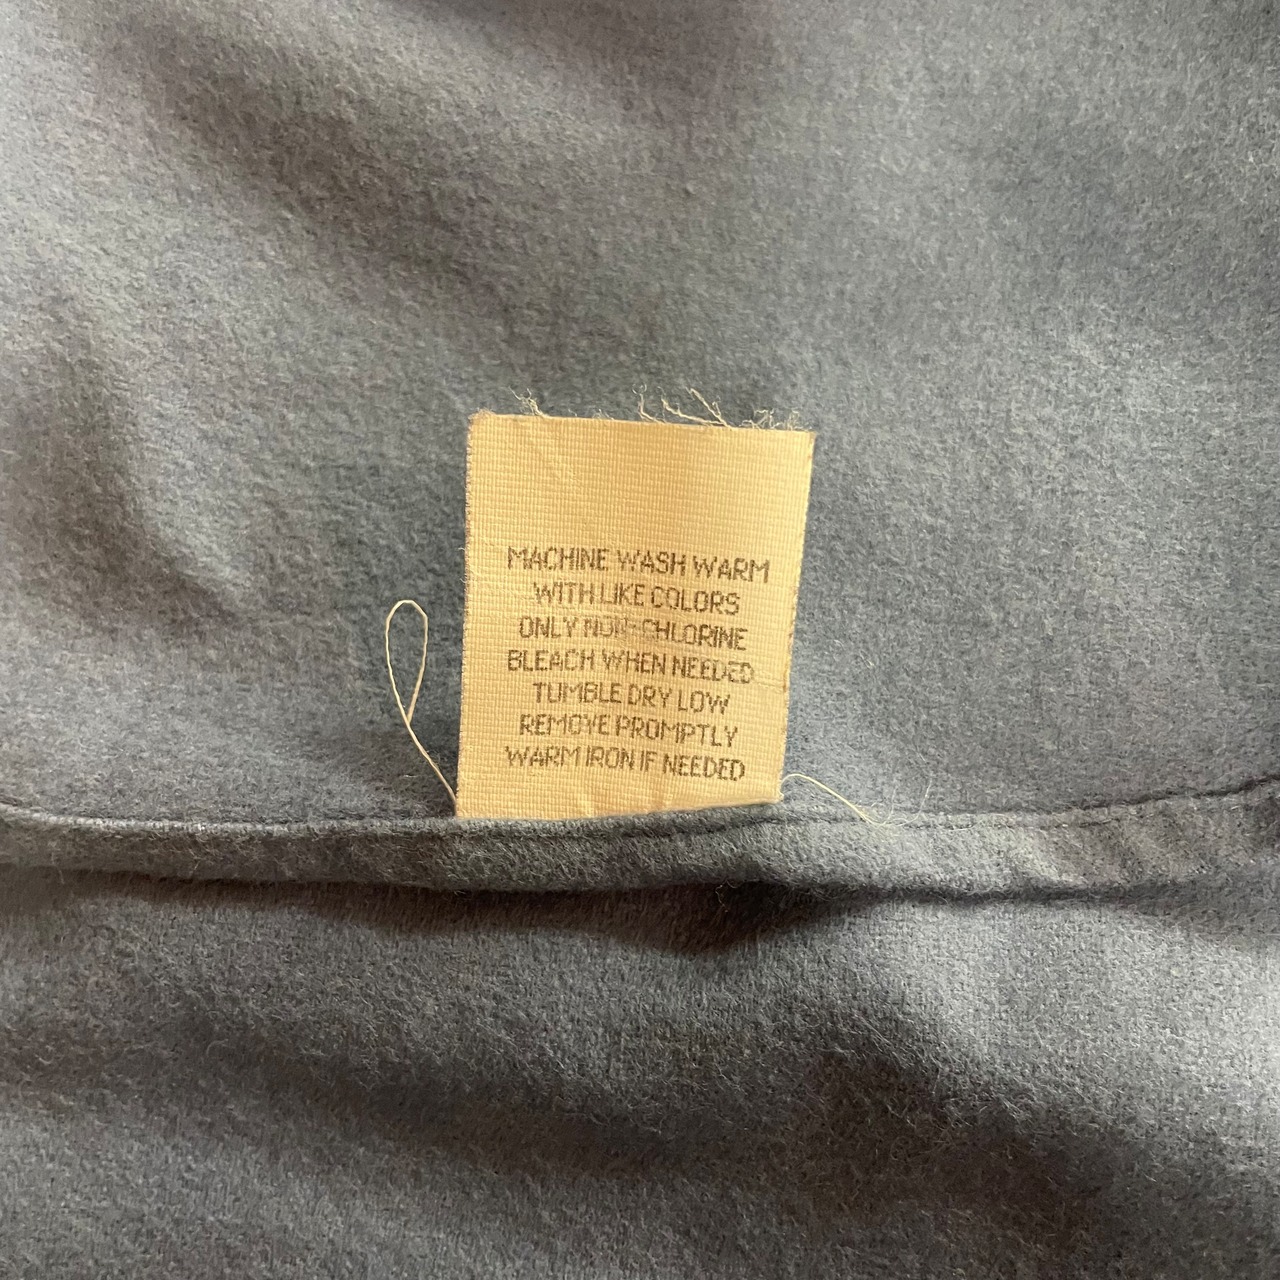 MACHINE WASH WARM
WITH LIKE COLORS
ONLY NON-CHLORINE
BLEACH WHEN NEEDED
TUMBLE DRY LOW
REMOVE PROMPTLY
WARM IRON IF NEEDED